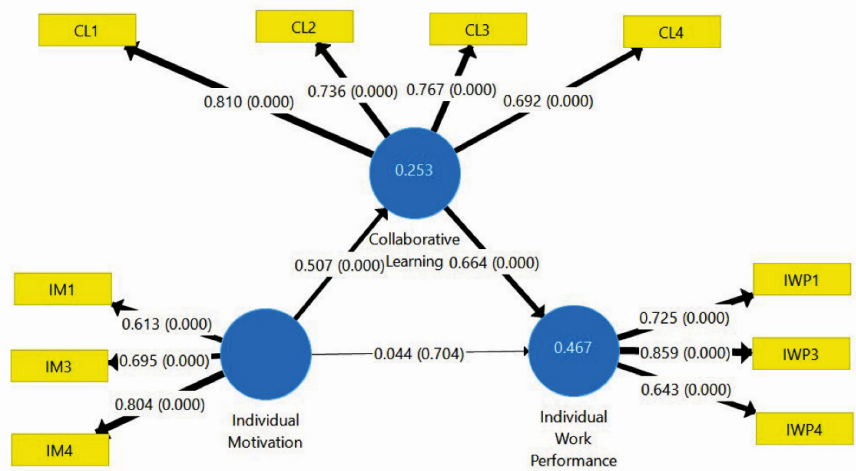 CL1
CL2
CL3
CL4
0.810 (0.000)
0.736 (0.000)
0.767 (0.000)
0.692 (0.000)
0.253
Collaborative
Learning
0.507 (0.000)
0.664 (0.000)
IM1
IM3
IM4
0.613 (0.000)
0.695 (0.000)
0.804 (0.000)
Individual
Motivation
0.044 (0.704)
0.467
Individual
Work
Performance
0.725 (0.000)
0.859 (0.000)
0.643 (0.000)
IWP1
IWP3
IWP4